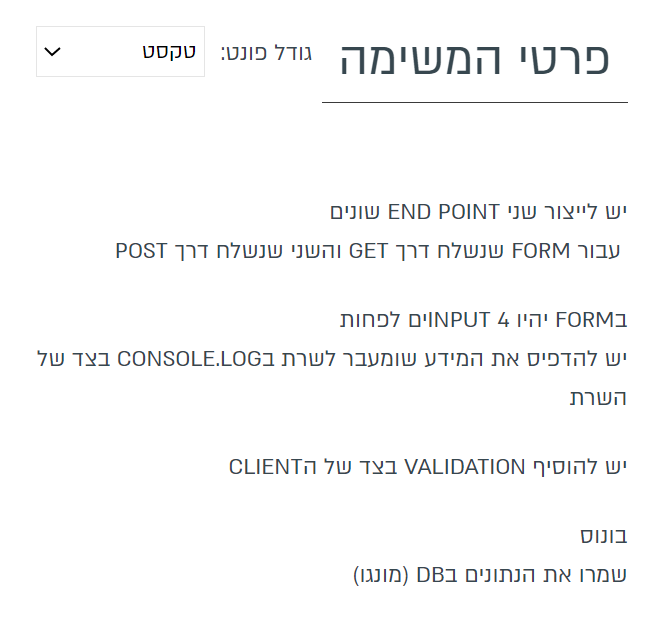 פרטי המשימה
גודל פונט:
טקסט
יש לייצור שני END POINT שונים
עבור FORM שנשלח דרך GET והשני שנשלח דרך POST
בFORM יהיו 4 INPUTים לפחות
יש להדפיס את המידע שומעבר לשרת בCONSOLE.LOG בצד של
השרת
יש להוסיף VALIDATION בצד של הCLIENT
בונוס
שמרו את הנתונים בDB (מונגו)